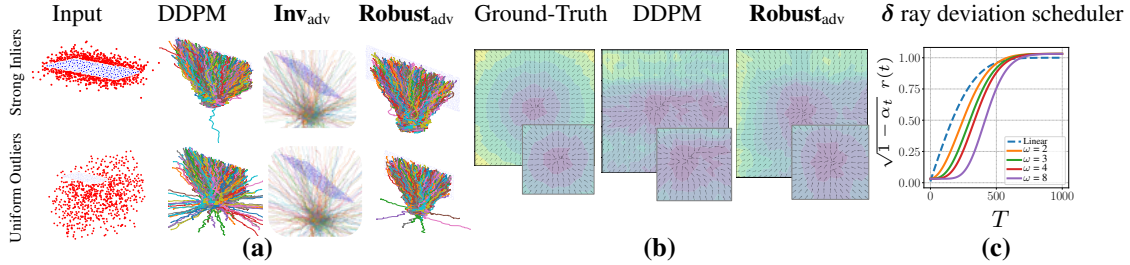 Input DDPM Inv_adv Robust_adv Ground-Truth DDPM Robust_adv δ ray deviation scheduler
Strong Inliers
Uniform Outliers
√1 − α_t r(t)
1.00
0.75
0.50
0.25
0.00
Linear
ω = 2
ω = 3
ω = 4
ω = 8
0 500 1000
T
(a) (b) (c)